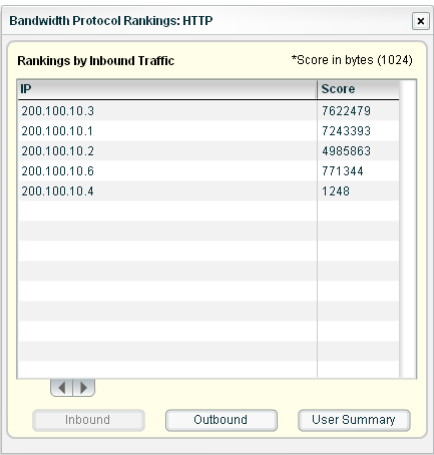 Bandwidth Protocol Rankings: HTTP
Rankings by Inbound Traffic *Score in bytes (1024)
IP Score
200.100.10.3 7622479
200.100.10.1 7243393
200.100.10.2 4985863
200.100.10.6 771344
200.100.10.4 1248
Inbound Outbound User Summary